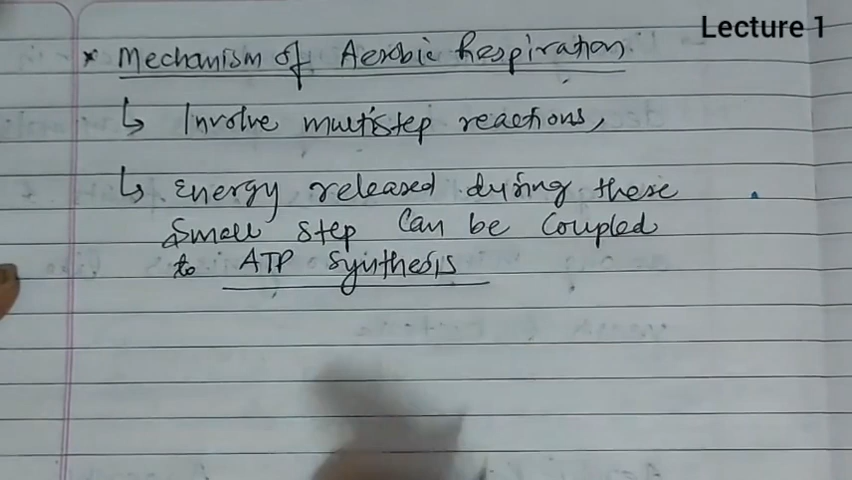 Lecture 1
* Mechanism of Aerobic Respiration
↳ Involve multistep reactions,
↳ Energy released during these
Small step Can be Coupled
to ATP Synthesis